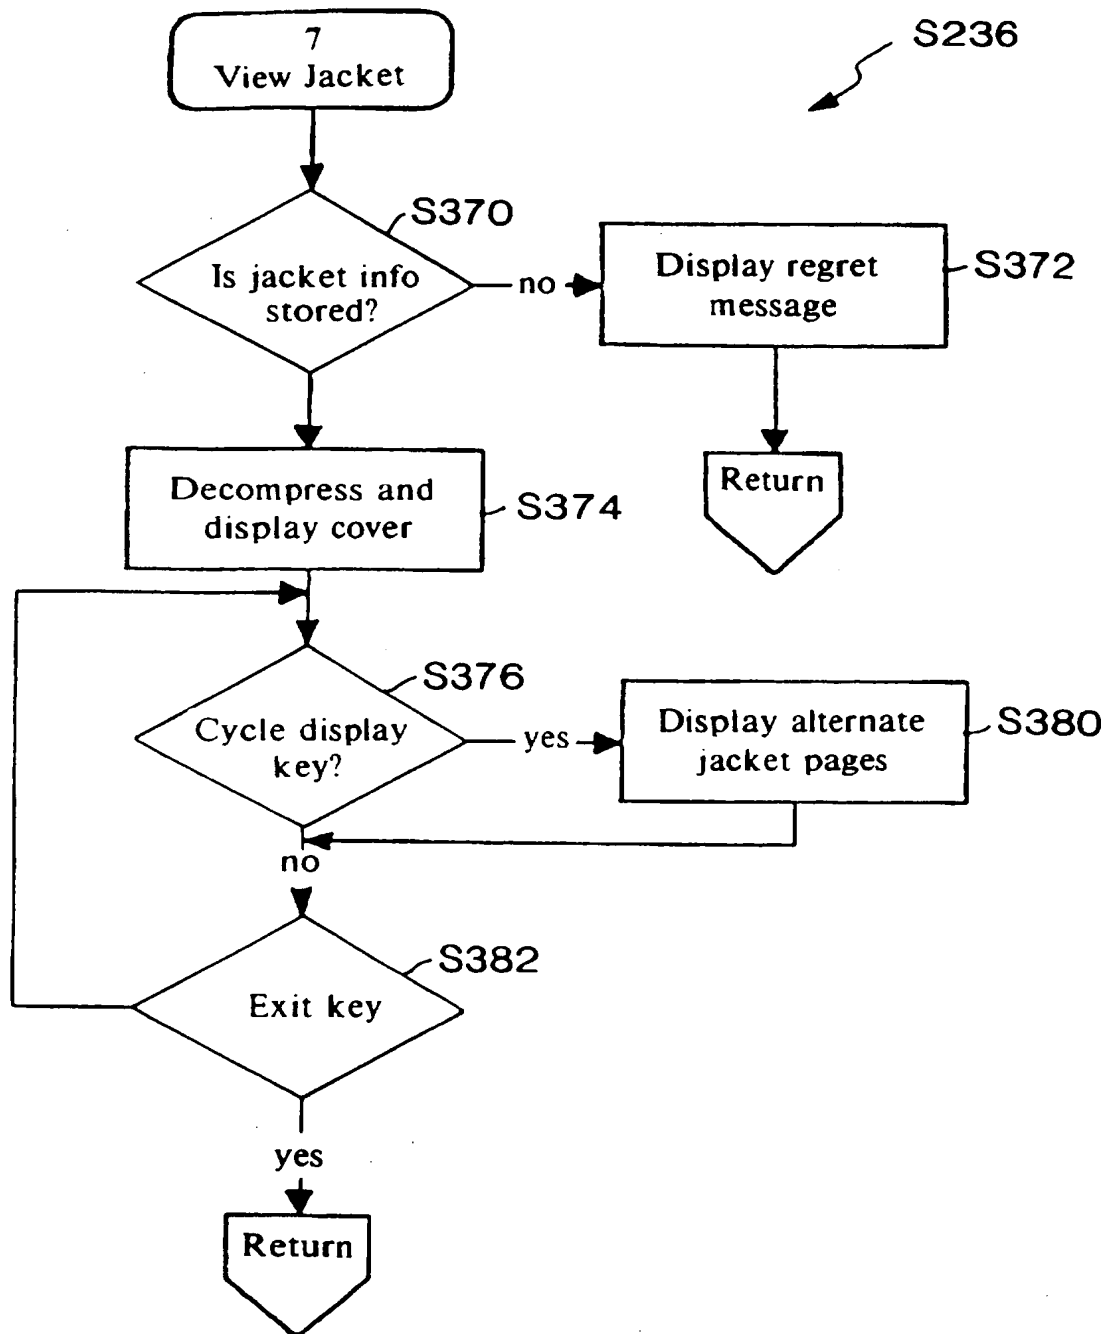 7
View Jacket
S236
S370
Is jacket info
stored?
no
Display regret
message
S372
Return
Decompress and
display cover
S374
S376
Cycle display
key?
yes
Display alternate
jacket pages
S380
no
S382
Exit key
yes
Return